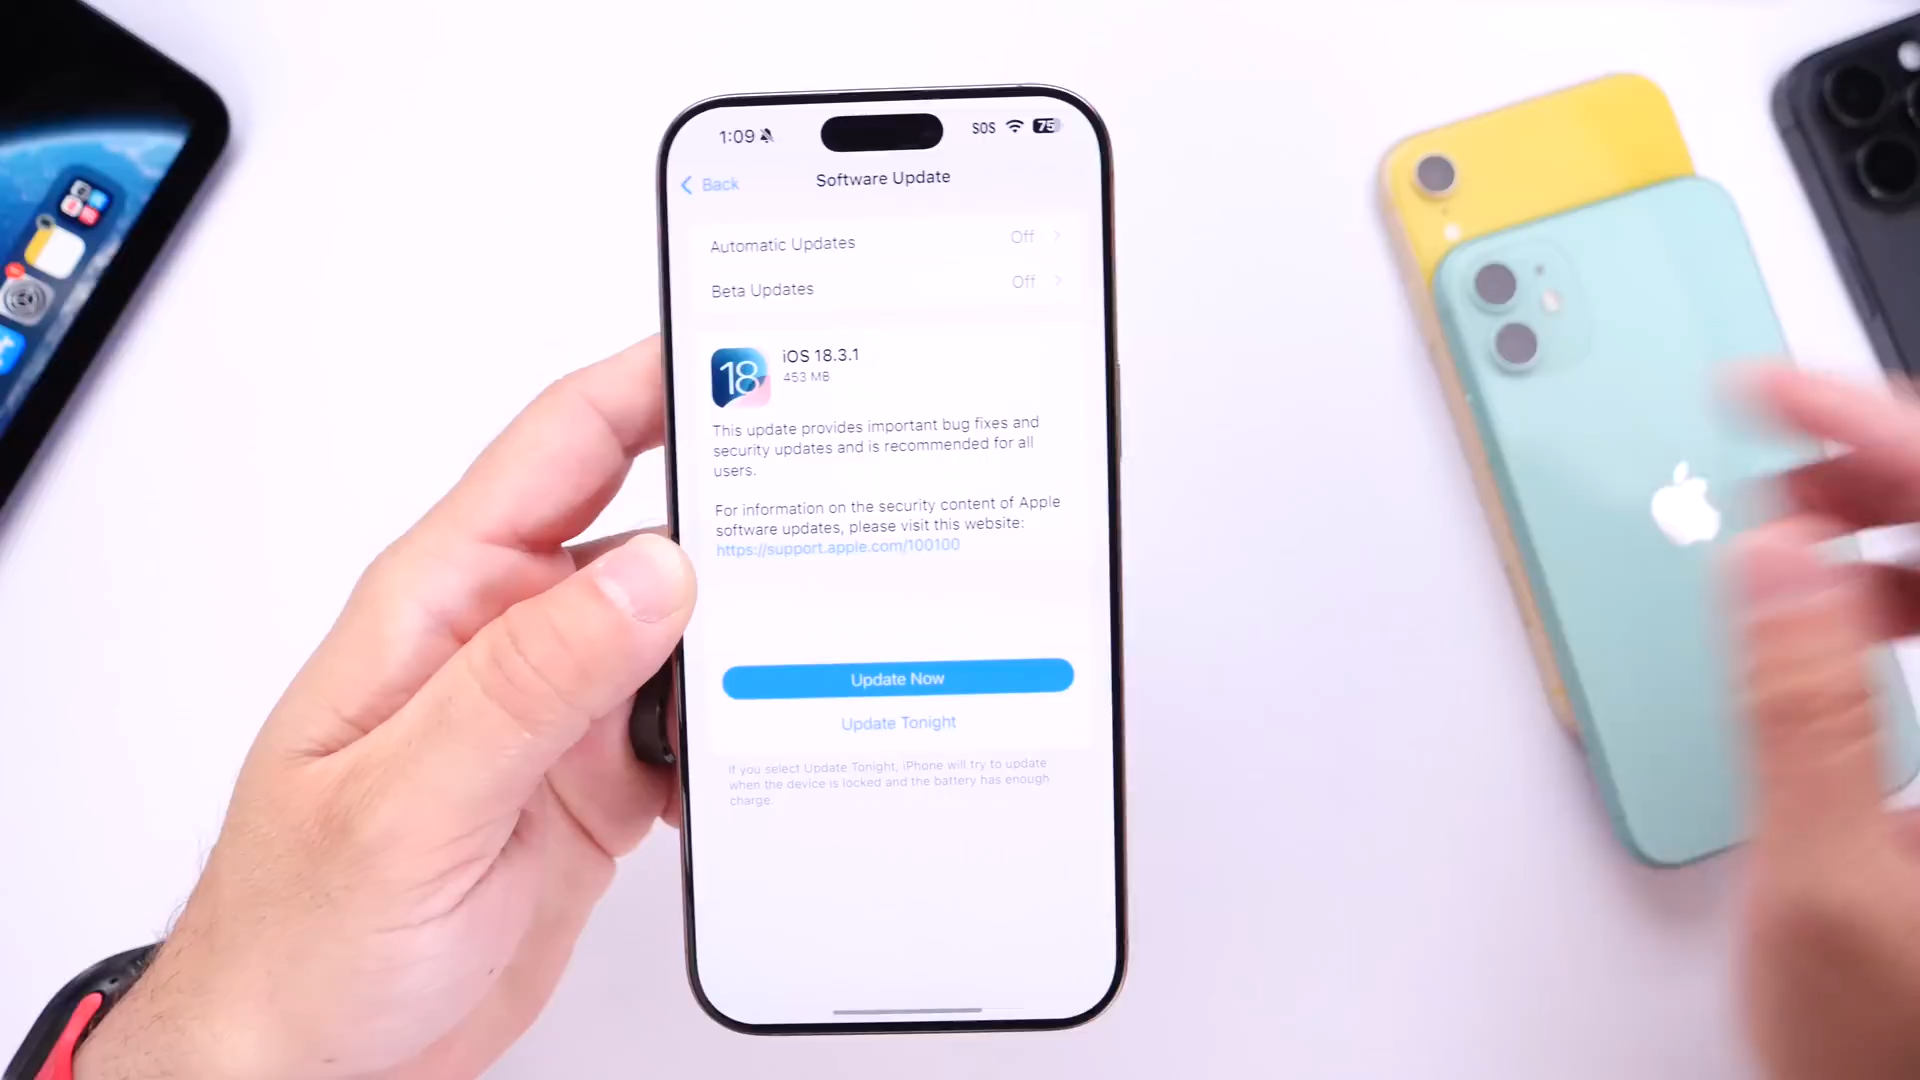 1:09
SOS
75
Back
Software Update
Automatic Updates
Off
Beta Updates
Off
18
iOS 18.3.1
453 MB
This update provides important bug fixes and
security updates and is recommended for all
users.
For information on the security content of Apple
software updates, please visit this website:
https://support.apple.com/100100
Update Now
Update Tonight
If you select Update Tonight, iPhone will try to update
when the device is locked and the battery has enough
charge.